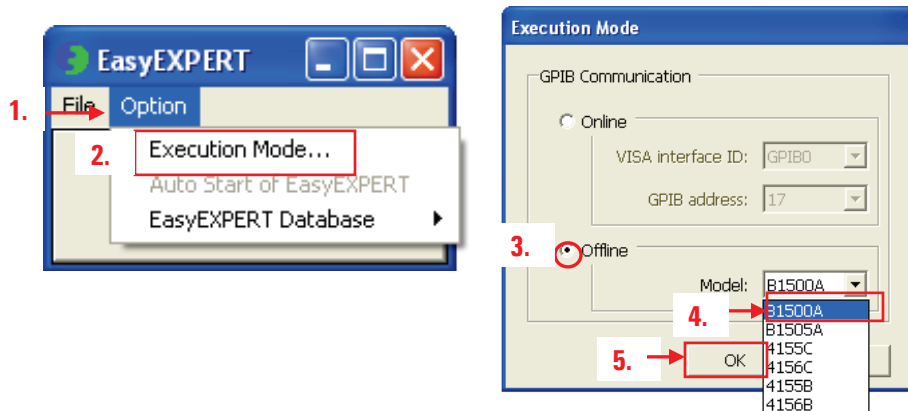 EasyEXPERT
1.
File Option
2.
Execution Mode...
Auto Start of EasyEXPERT
EasyEXPERT Database
Execution Mode
GPIB Communication
Online
VISA interface ID: GPIB0
GPIB address: 17
3.
Offline
Model: B1500A
4.
B1500A
B1505A
4155C
5.
OK
4156C
4155B
4156B